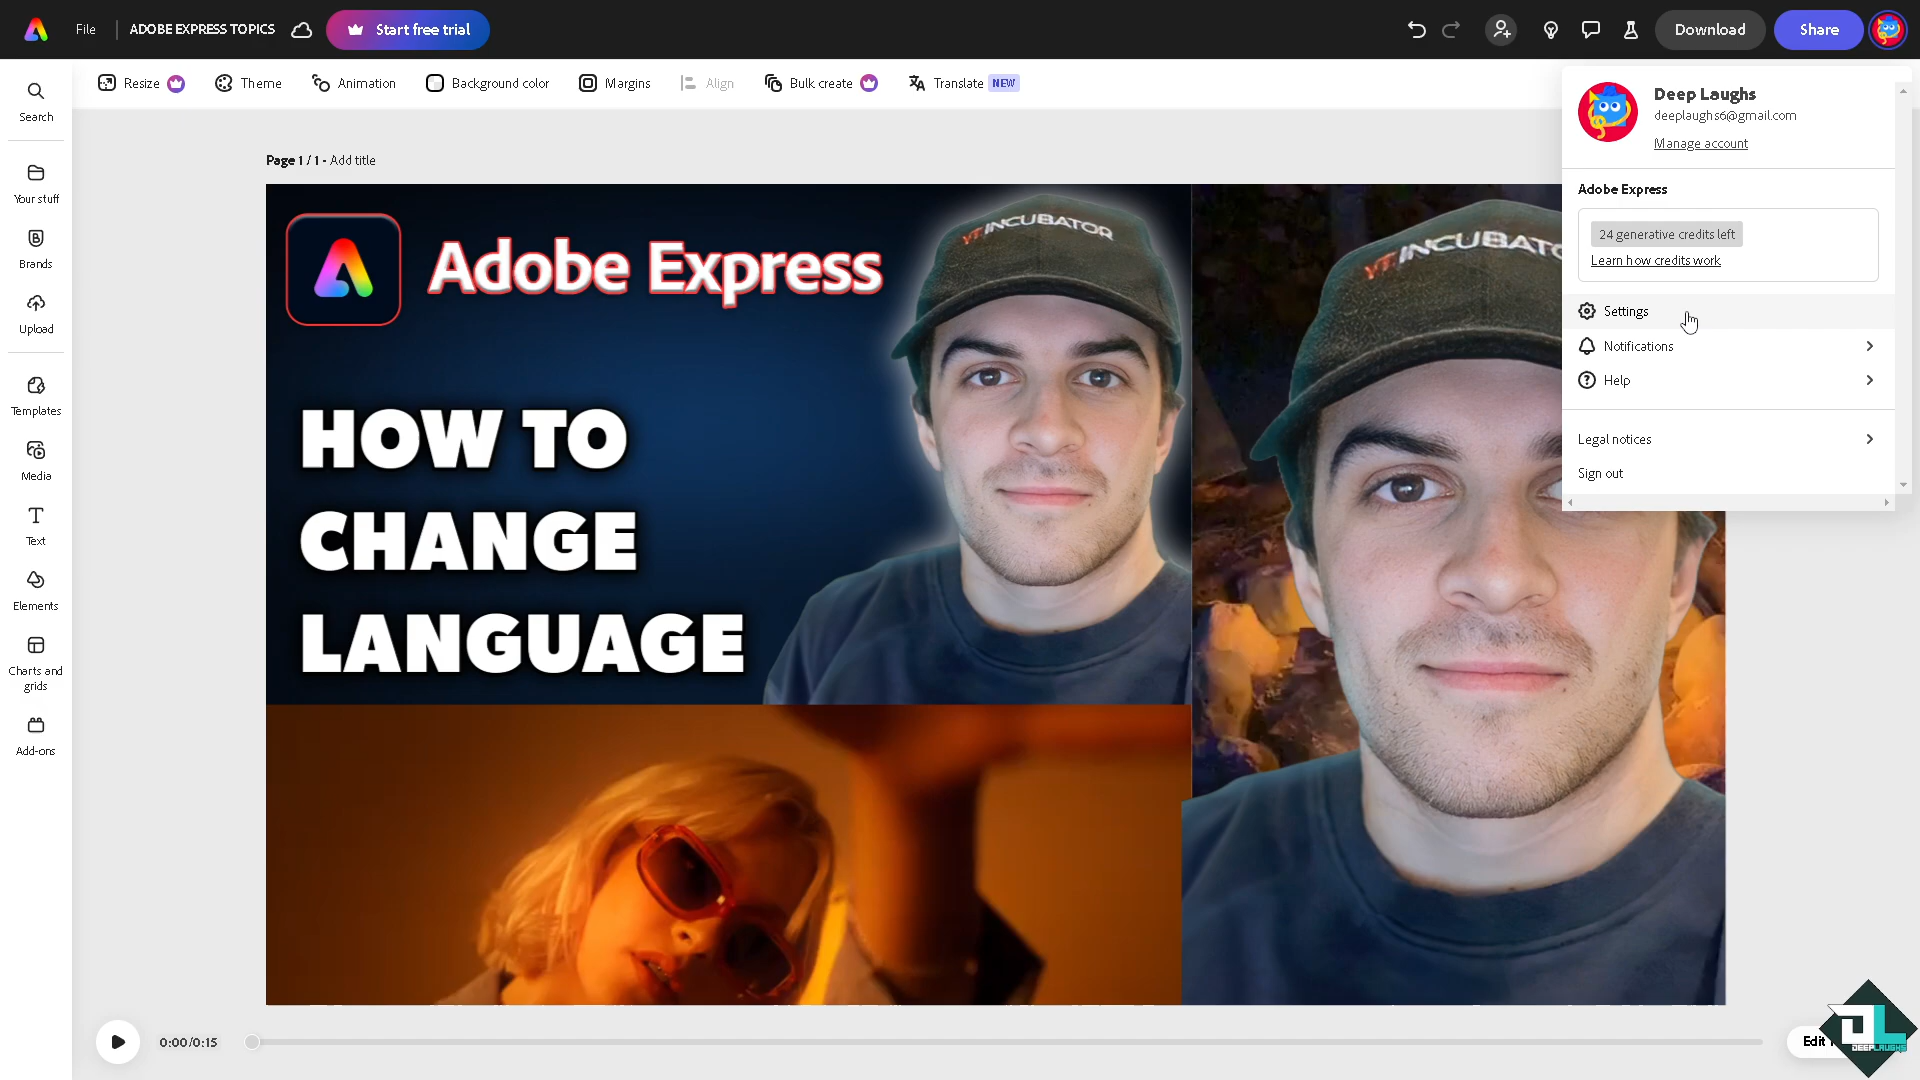 File
ADOBE EXPRESS TOPICS
Start free trial
Download
Share
Resize
Theme
Animation
Background color
Margins
Align
Bulk create
Translate NEW
Search
Your stuff
Brands
Upload
Templates
Media
Text
Elements
Charts and
grids
Add-ons
Page 1 / 1 - Add title
Adobe Express
HOW TO
CHANGE
LANGUAGE
YTINCUBATOR
Deep Laughs
deeplaughs6@gmail.com
Manage account
Adobe Express
24 generative credits left
Learn how credits work
Settings
Notifications
Help
Legal notices
Sign out
0:00/0:15
Edit
DEEPLAUGHS